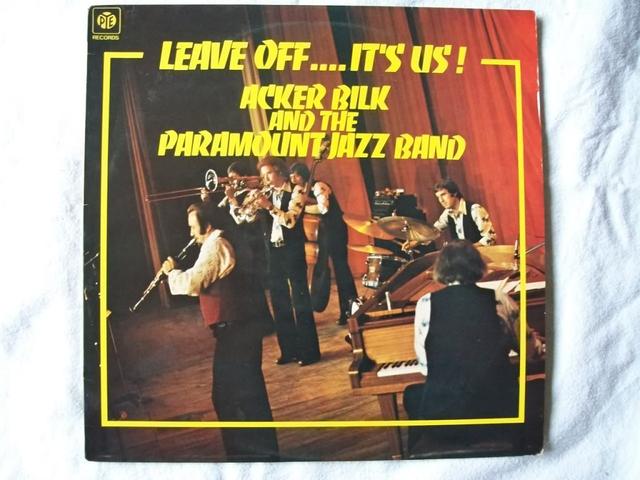 PYE
RECORDS
LEAVE OFF....IT'S US!
ACKER BILK
AND THE
PARAMOUNT JAZZ BAND